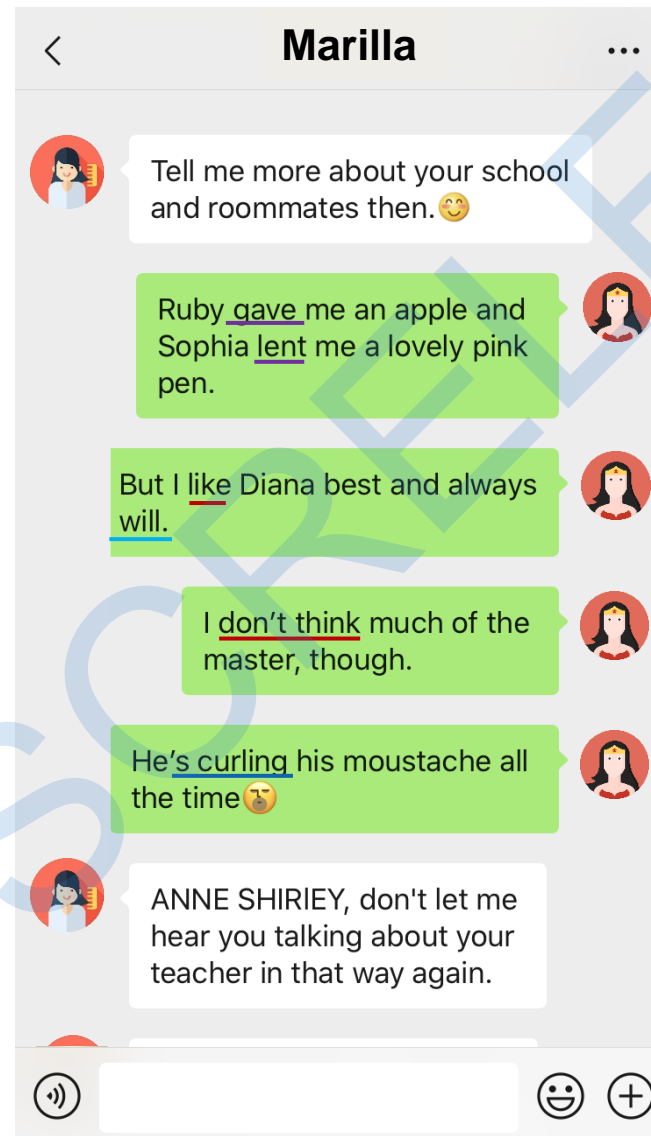 Marilla
Tell me more about your school
and roommates then.😊
Ruby gave me an apple and
Sophia lent me a lovely pink
pen.
But I like Diana best and always
will.
I don’t think much of the
master, though.
He’s curling his moustache all
the time
ANNE SHIRlEY, don't let me
hear you talking about your
teacher in that way again.